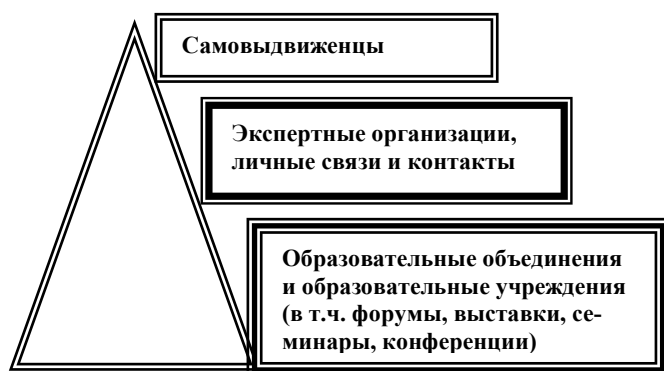 Самовыдвиженцы
Экспертные организации,
личные связи и контакты
Образовательные объединения
и образовательные учреждения
(в т.ч. форумы, выставки, се-
минары, конференции)